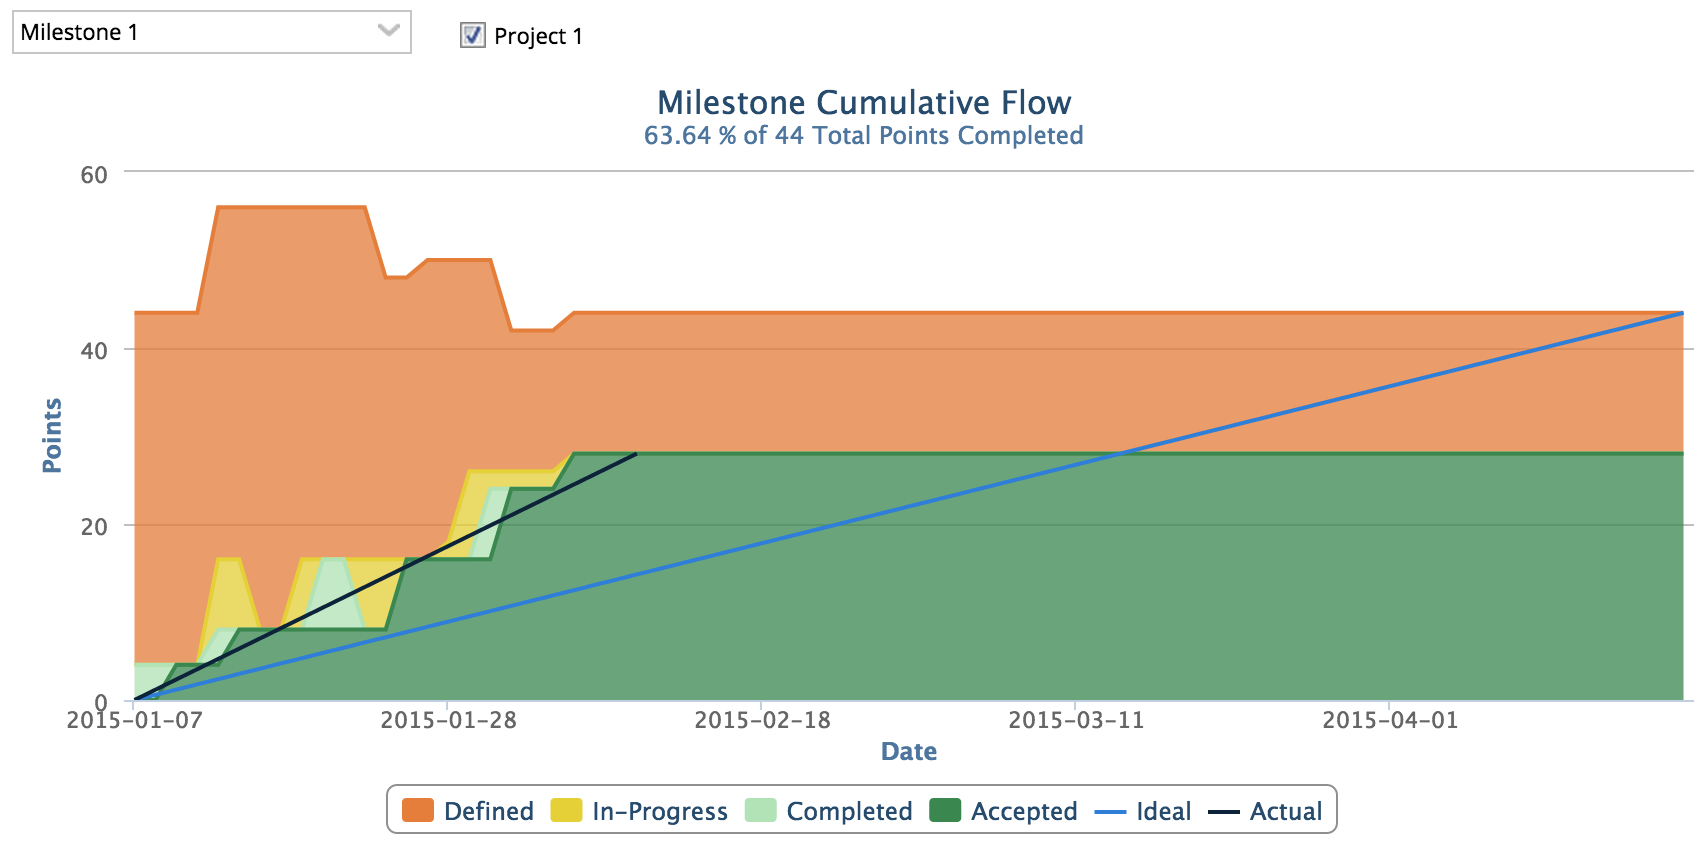 Milestone 1
Project 1
Milestone Cumulative Flow
63.64 % of 44 Total Points Completed
60
40
20
0
Points
2015-01-07 2015-01-28 2015-02-18 2015-03-11 2015-04-01
Date
Defined In-Progress Completed Accepted Ideal Actual